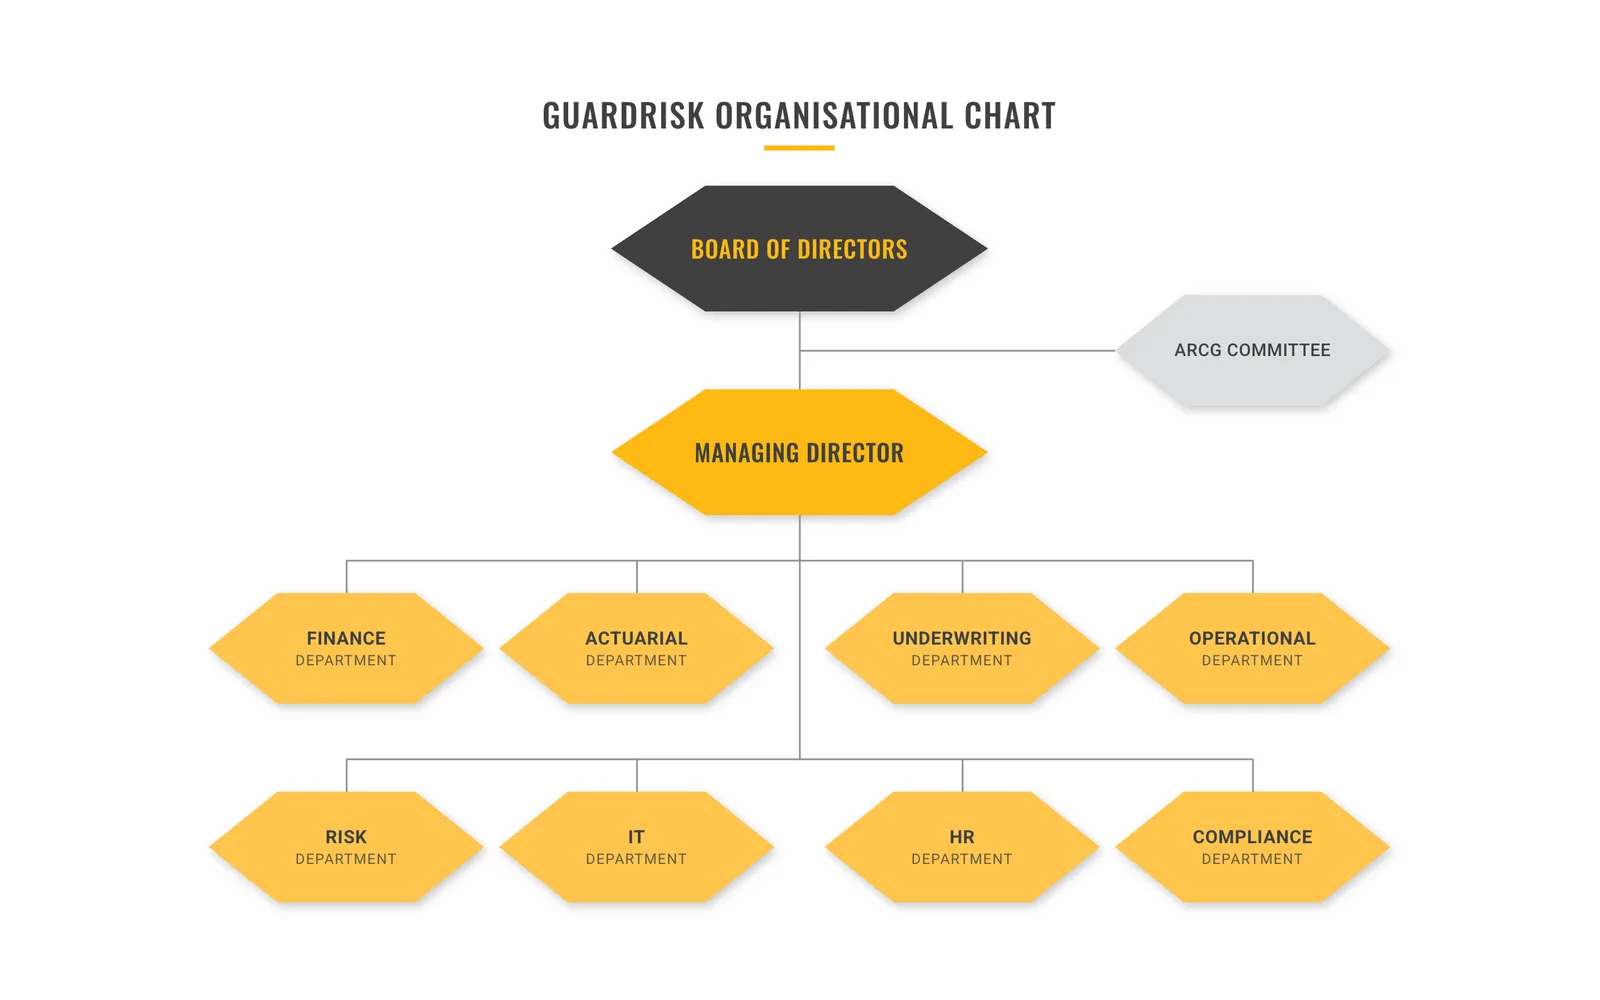 GUARDRISK ORGANISATIONAL CHART
BOARD OF DIRECTORS
ARCG COMMITTEE
MANAGING DIRECTOR
FINANCE
DEPARTMENT
ACTUARIAL
DEPARTMENT
UNDERWRITING
DEPARTMENT
OPERATIONAL
DEPARTMENT
RISK
DEPARTMENT
IT
DEPARTMENT
HR
DEPARTMENT
COMPLIANCE
DEPARTMENT